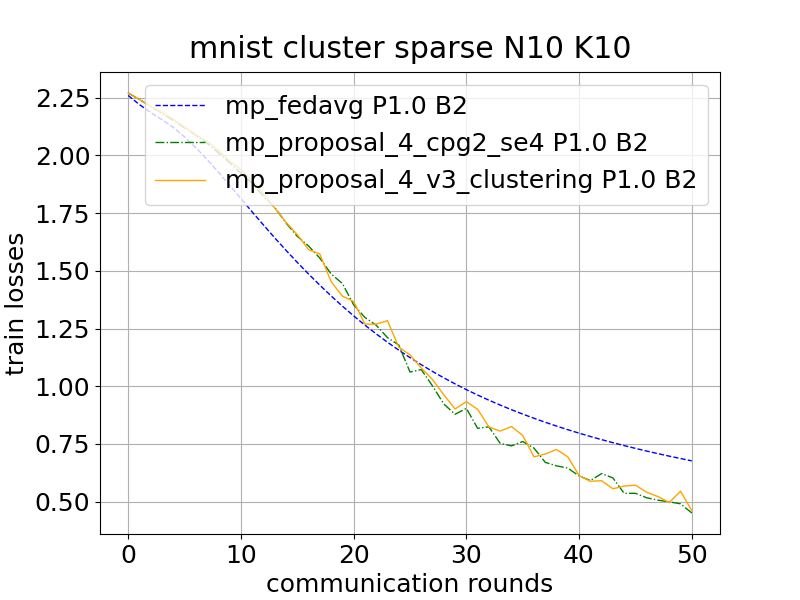 mnist cluster sparse N10 K10
mp_fedavg P1.0 B2
mp_proposal_4_cpg2_se4 P1.0 B2
mp_proposal_4_v3_clustering P1.0 B2
train losses
2.25
2.00
1.75
1.50
1.25
1.00
0.75
0.50
0 10 20 30 40 50
communication rounds